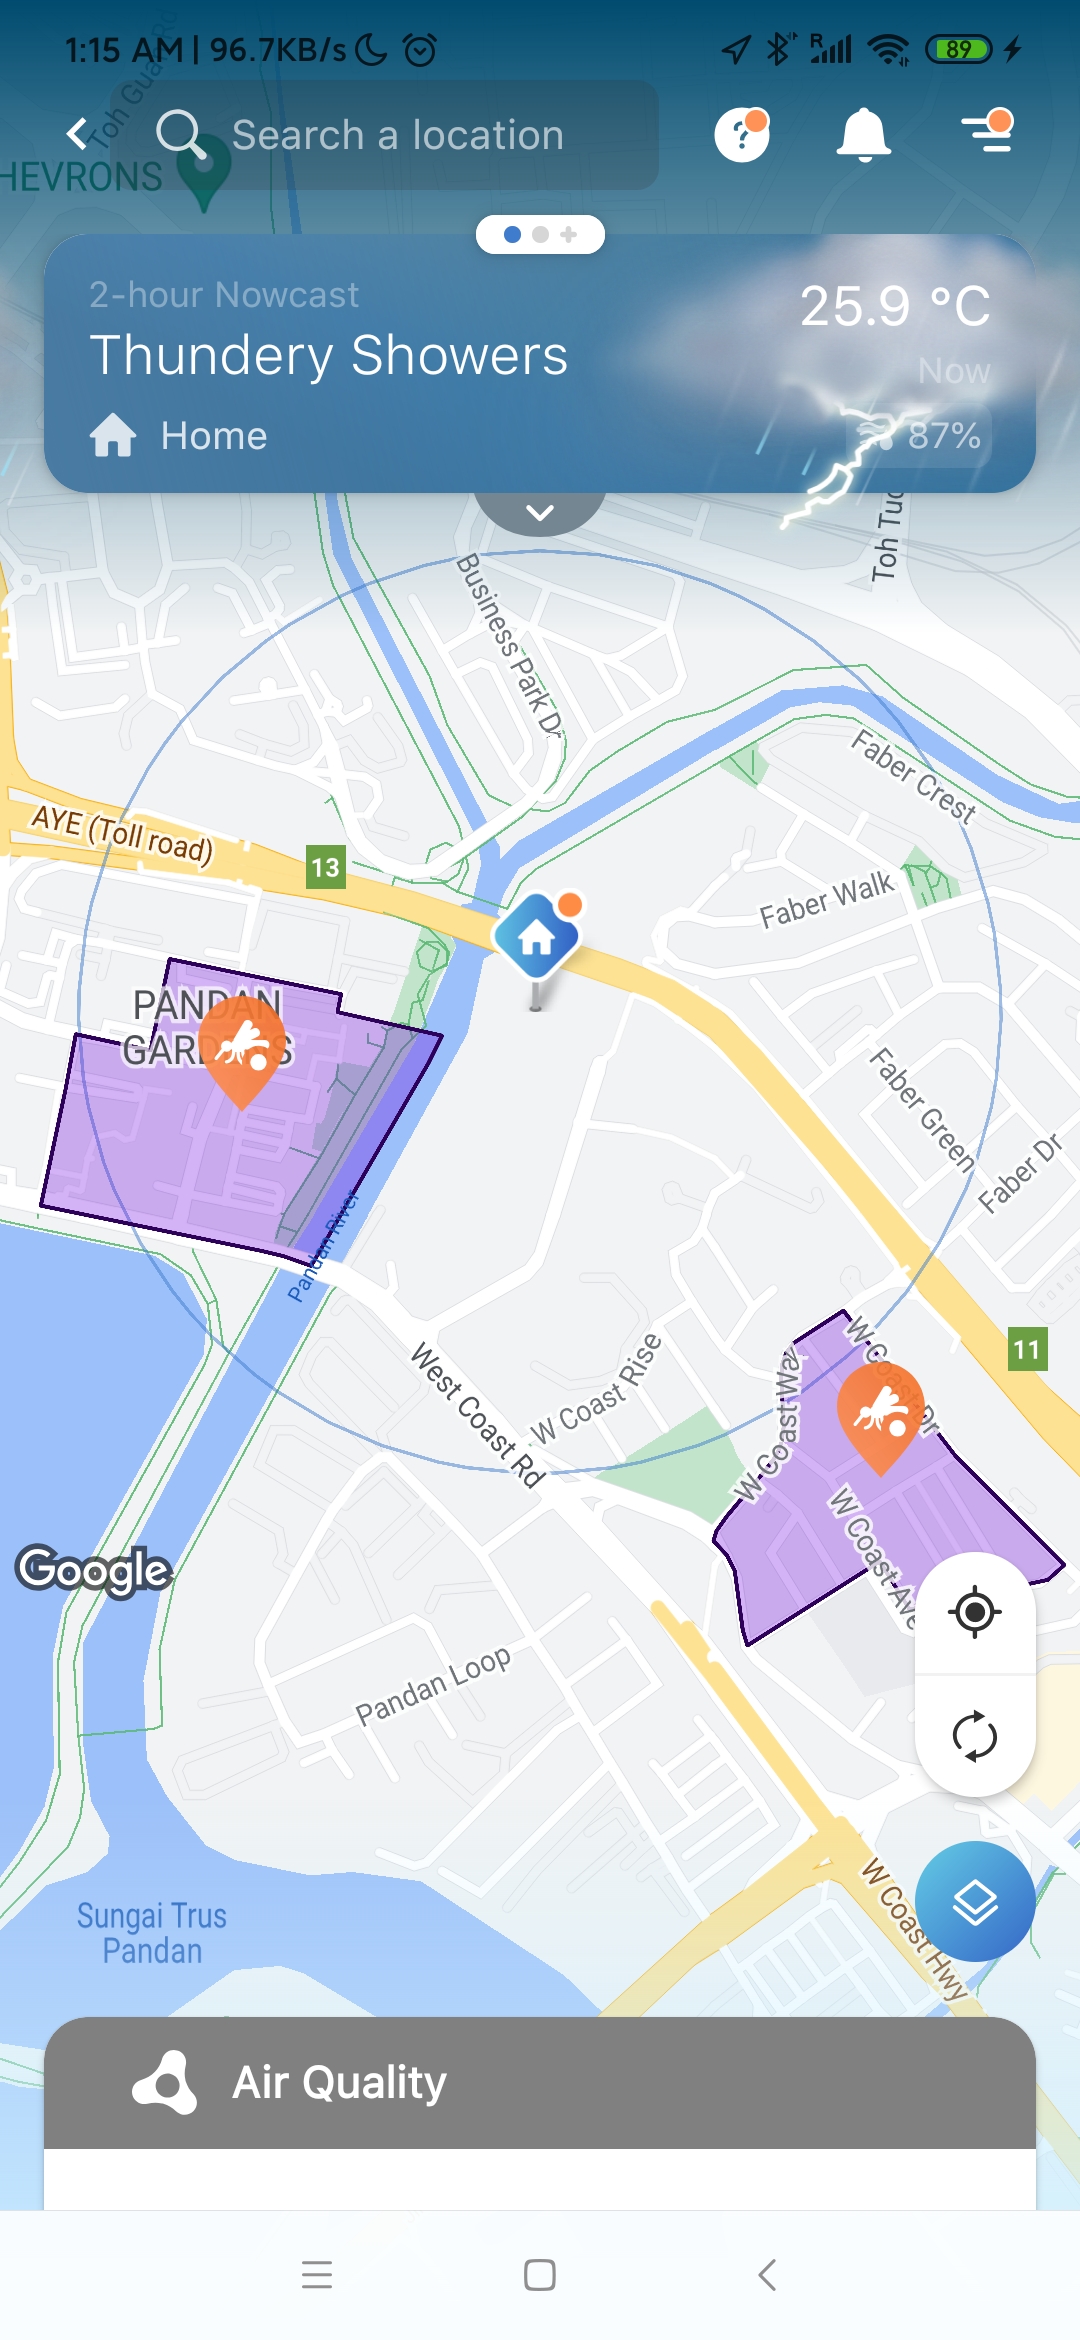 1:15 AM | 96.7KB/s
R
89
Toh Guan Rd
Search a location
?
HEVRONS
2-hour Nowcast
25.9 °C
Thundery Showers
Now
Home
87%
Toh Tuc
Business Park Dr
Faber Crest
AYE (Toll road)
13
Faber Walk
PANDAN
GARDENS
Faber Green
Faber Dr
Pandan River
11
W Coast Dr
West Coast Rd
W Coast Rise
W Coast Way
W Coast Ave
Google
Pandan Loop
W Coast Hwy
Sungai Trus
Pandan
Air Quality